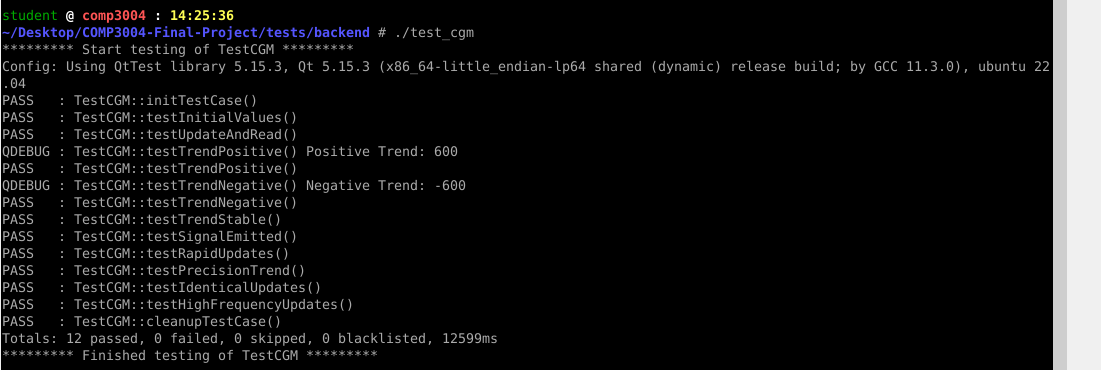 student @ comp3004 : 14:25:36
~/Desktop/COMP3004-Final-Project/tests/backend # ./test_cgm
********* Start testing of TestCGM *********
Config: Using QtTest library 5.15.3, Qt 5.15.3 (x86_64-little_endian-lp64 shared (dynamic) release build; by GCC 11.3.0), ubuntu 22
.04
PASS   : TestCGM::initTestCase()
PASS   : TestCGM::testInitialValues()
PASS   : TestCGM::testUpdateAndRead()
QDEBUG : TestCGM::testTrendPositive() Positive Trend: 600
PASS   : TestCGM::testTrendPositive()
QDEBUG : TestCGM::testTrendNegative() Negative Trend: -600
PASS   : TestCGM::testTrendNegative()
PASS   : TestCGM::testTrendStable()
PASS   : TestCGM::testSignalEmitted()
PASS   : TestCGM::testRapidUpdates()
PASS   : TestCGM::testPrecisionTrend()
PASS   : TestCGM::testIdenticalUpdates()
PASS   : TestCGM::testHighFrequencyUpdates()
PASS   : TestCGM::cleanupTestCase()
Totals: 12 passed, 0 failed, 0 skipped, 0 blacklisted, 12599ms
********* Finished testing of TestCGM *********